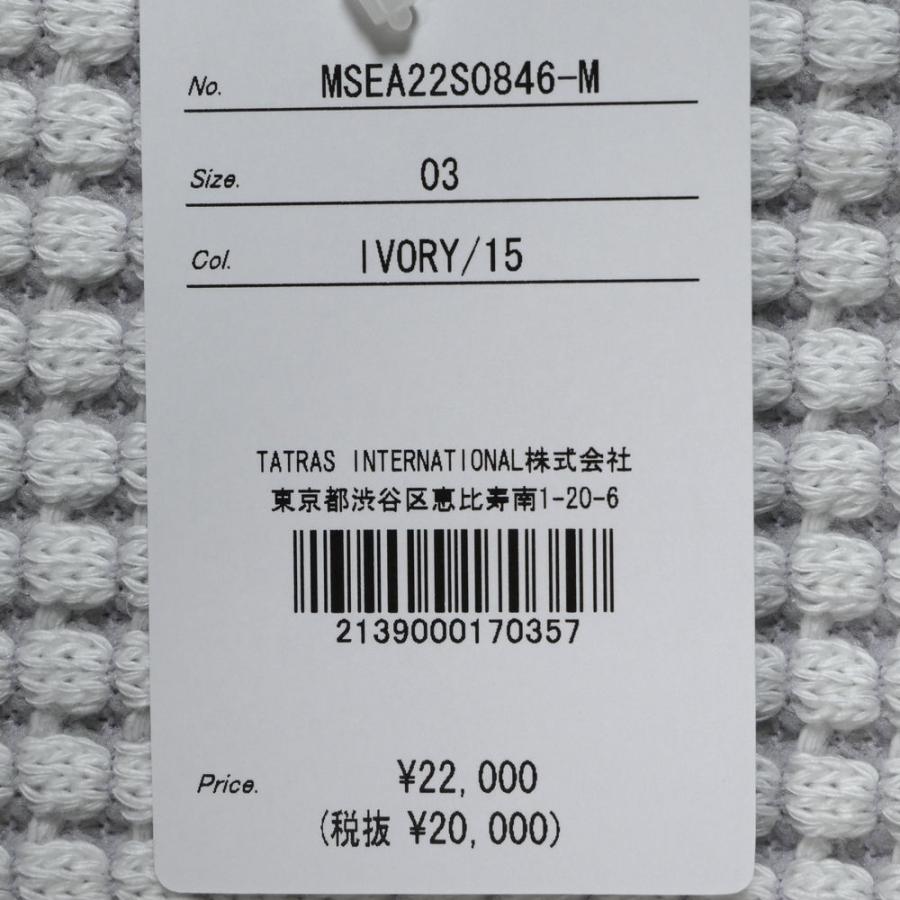 No. MSEA22S0846-M
Size. 03
Col. IVORY/15
TATRAS INTERNATIONAL株式会社
東京都渋谷区恵比寿南1-20-6
2139000170357
Price. ¥22,000
(税抜 ¥20,000)